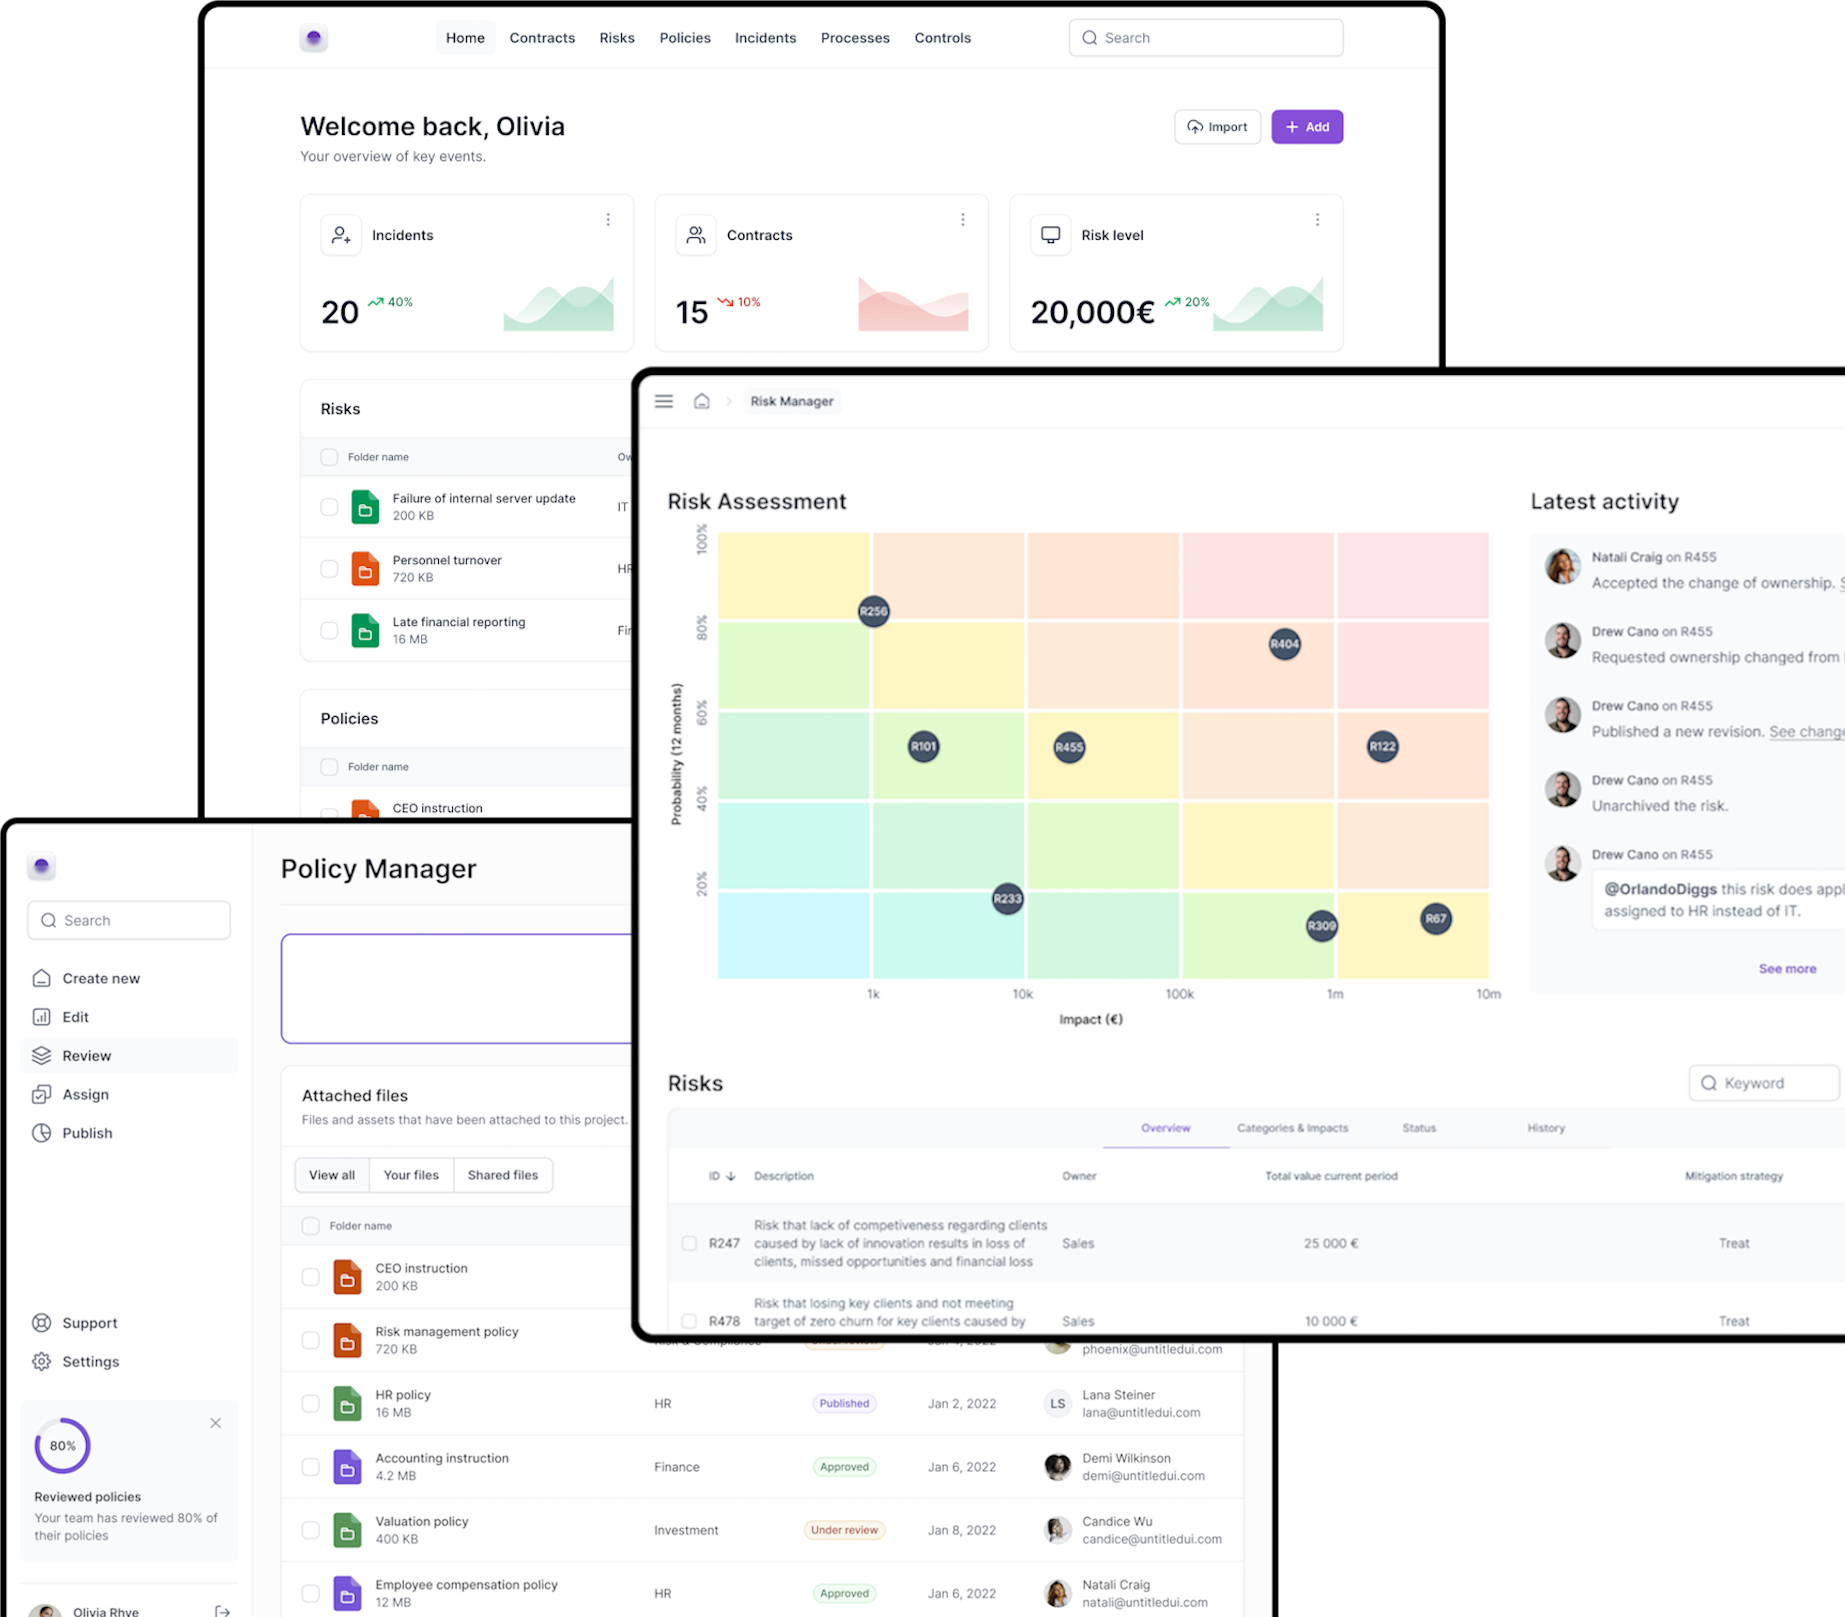 Home Contracts Risks Policies Incidents Processes Controls
Search
Welcome back, Olivia
Your overview of key events.
Import
Add
Incidents
20 40%
Contracts
15 10%
Risk level
20,000€ 20%
Risks
Folder name
Failure of internal server update
200 KB
IT
Personnel turnover
720 KB
HR
Late financial reporting
16 MB
Policies
Folder name
CEO instruction
Risk Manager
Risk Assessment
Probability (12 months)
100%
80%
60%
40%
20%
R256
R404
R101
R455
R122
R233
R309
R67
1k 10k 100k 1m 10m
Impact (€)
Latest activity
Natali Craig on R455
Accepted the change of ownership.
Drew Cano on R455
Requested ownership changed from
Drew Cano on R455
Published a new revision. See change
Drew Cano on R455
Unarchived the risk.
Drew Cano on R455
@OrlandoDiggs this risk does appl
assigned to HR instead of IT.
See more
Risks
Keyword
Overview Categories & Impacts Status History
ID Description Owner Total value current period Mitigation strategy
Risk that lack of competiveness regarding clients
R247 caused by lack of innovation results in loss of Sales 25 000 € Treat
clients, missed opportunities and financial loss
Risk that losing key clients and not meeting
R478 target of zero churn for key clients caused by Sales 10 000 € Treat
Search
Create new
Edit
Review
Assign
Publish
Support
Settings
80%
Reviewed policies
Your team has reviewed 80% of
their policies
Olivia Rhye
Policy Manager
Attached files
Files and assets that have been attached to this project.
View all Your files Shared files
Folder name
CEO instruction
200 KB
Risk management policy
720 KB
phoenix@untitledui.com
HR policy
16 MB
HR Published Jan 2, 2022
LS
Lana Steiner
lana@untitledui.com
Accounting instruction
4.2 MB
Finance Approved Jan 6, 2022
Demi Wilkinson
demi@untitledui.com
Valuation policy
400 KB
Investment Under review Jan 8, 2022
Candice Wu
candice@untitledui.com
Employee compensation policy
12 MB
HR Approved Jan 6, 2022
Natali Craig
natali@untitledui.com